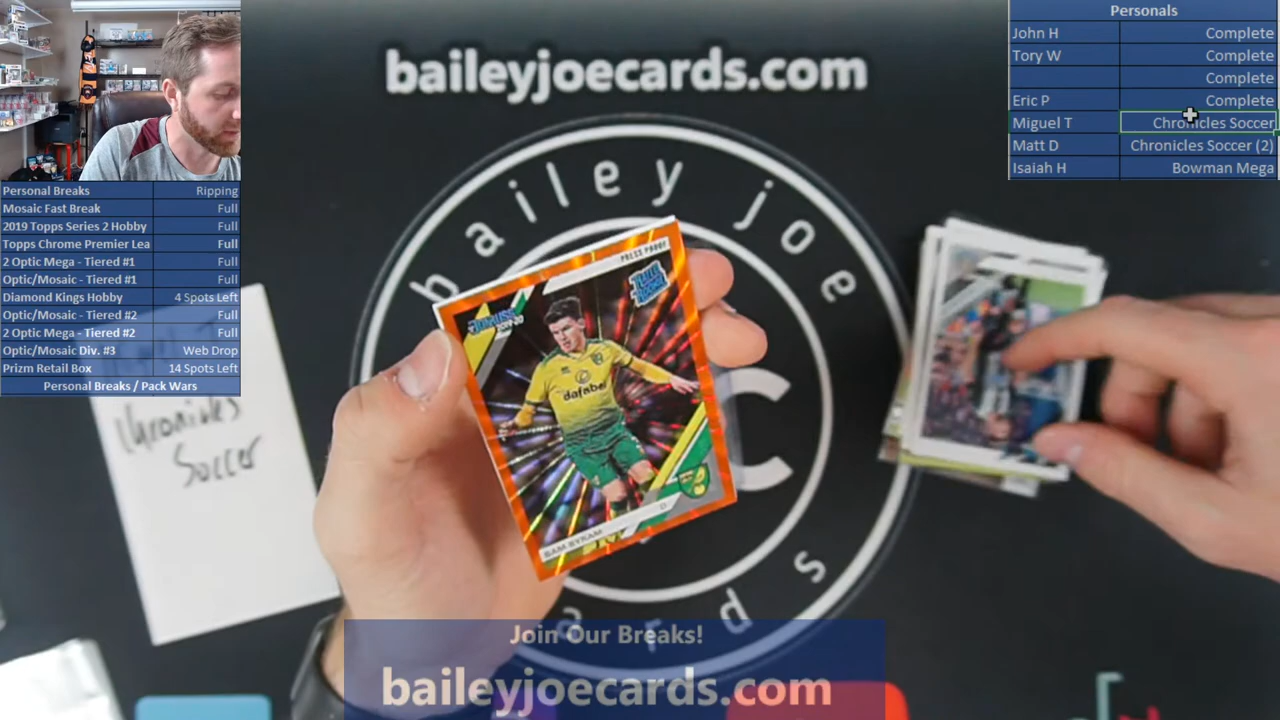 baileyjoecards.com
Personals
John H Complete
Tory W Complete
Complete
Eric P Complete
Miguel T Chronicles Soccer
Matt D Chronicles Soccer (2)
Isaiah H Bowman Mega
Personal Breaks Ripping
Mosaic Fast Break Full
2019 Topps Series 2 Hobby Full
Topps Chrome Premier Lea Full
2 Optic Mega - Tiered #1 Full
Optic/Mosaic - Tiered #1 Full
Diamond Kings Hobby 4 Spots Left
Optic/Mosaic - Tiered #2 Full
2 Optic Mega - Tiered #2 Full
Optic/Mosaic Div. #3 Web Drop
Prizm Retail Box 14 Spots Left
Personal Breaks / Pack Wars
bailey joe
PRESS PROOF
DONRUSS
dafabet
SAM BYRAM
D
Chronicles
Soccer
Join Our Breaks!
baileyjoecards.com